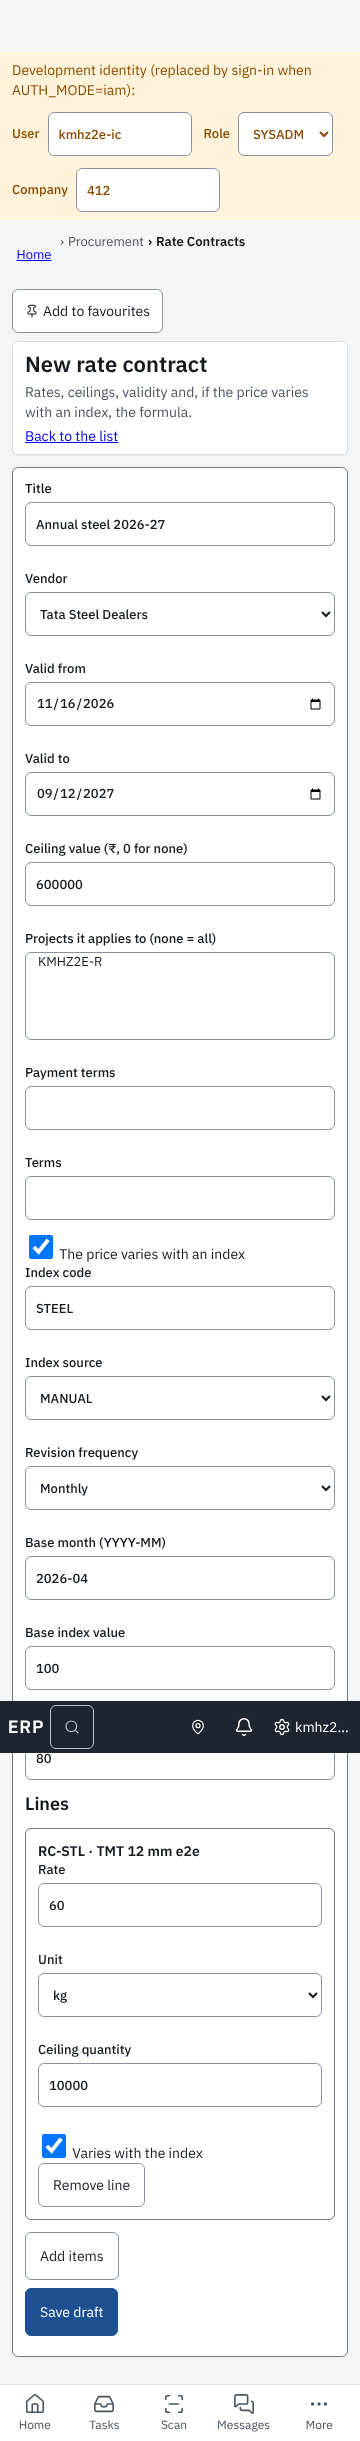 Development identity (replaced by sign-in when
AUTH_MODE=iam):
User kmhz2e-ic Role SYSADM
Company 412
Home › Procurement › Rate Contracts
Add to favourites
New rate contract
Rates, ceilings, validity and, if the price varies
with an index, the formula.
Back to the list
Title
Annual steel 2026-27
Vendor
Tata Steel Dealers
Valid from
11/16/2026
Valid to
09/12/2027
Ceiling value (₹, 0 for none)
600000
Projects it applies to (none = all)
KMHZ2E-R
Payment terms
Terms
The price varies with an index
Index code
STEEL
Index source
MANUAL
Revision frequency
Monthly
Base month (YYYY-MM)
2026-04
Base index value
100
ERP kmhz2...
80
Lines
RC-STL · TMT 12 mm e2e
Rate
60
Unit
kg
Ceiling quantity
10000
Varies with the index
Remove line
Add items
Save draft
Home Tasks Scan Messages More